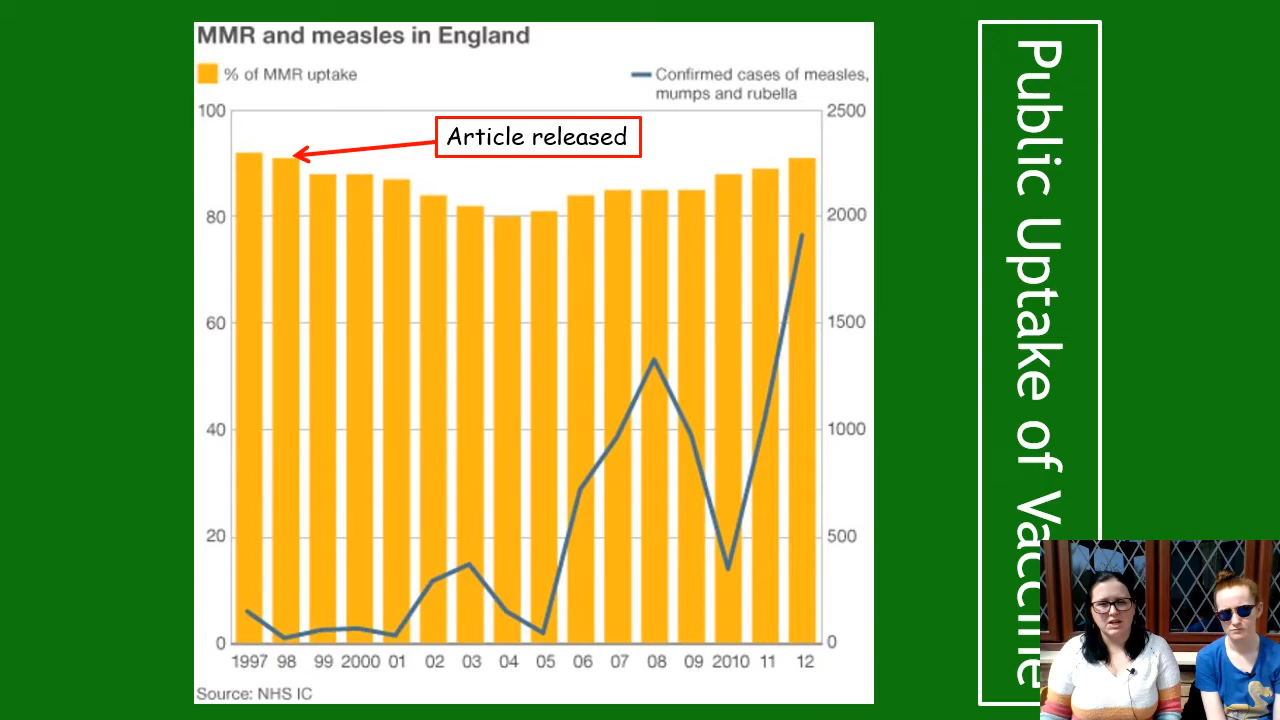 MMR and measles in England
% of MMR uptake
Confirmed cases of measles,
mumps and rubella
100
2500
Article released
80
2000
60
1500
40
1000
20
500
0
0
1997 98 99 2000 01 02 03 04 05 06 07 08 09 2010 11 12
Source: NHS IC
Public Uptake of Vaccine